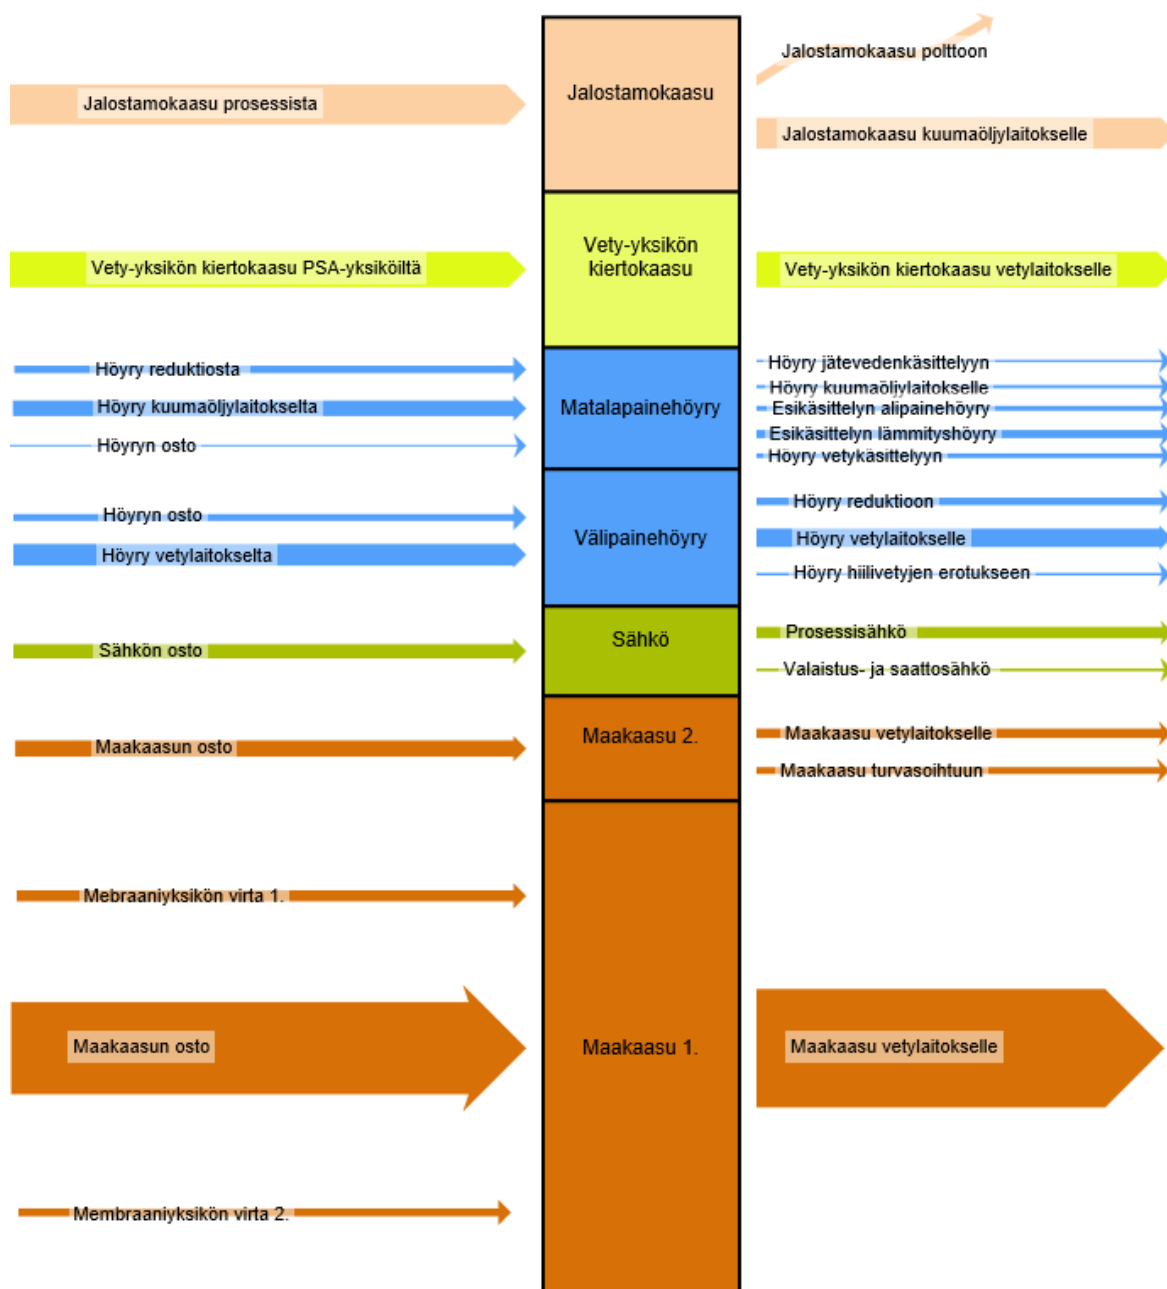 Jalostamokaasu polttoon
Jalostamokaasu prosessista
Jalostamokaasu
Jalostamokaasu kuumaöljylaitokselle
Vety-yksikön kiertokaasu PSA-yksiköiltä
Vety-yksikön
kiertokaasu
Vety-yksikön kiertokaasu vetylaitokselle
Höyry reduktiosta
Höyry kuumaöljylaitokselta
Höyryn osto
Matalapainehöyry
Höyry jätevedenkäsittelyyn
Höyry kuumaöljylaitokselle
Esikäsittelyn alipainehöyry
Esikäsittelyn lämmityshöyry
Höyry vetykäsittelyyn
Höyryn osto
Höyry vetylaitokselta
Välipainehöyry
Höyry reduktioon
Höyry vetylaitokselle
Höyry hiilivetyjen erotukseen
Sähkön osto
Sähkö
Prosessisähkö
Valaistus- ja saattosähkö
Maakaasun osto
Maakaasu 2.
Maakaasu vetylaitokselle
Maakaasu turvasoihtuun
Mebraaniyksikön virta 1.
Maakaasun osto
Maakaasu 1.
Maakaasu vetylaitokselle
Membraaniyksikön virta 2.